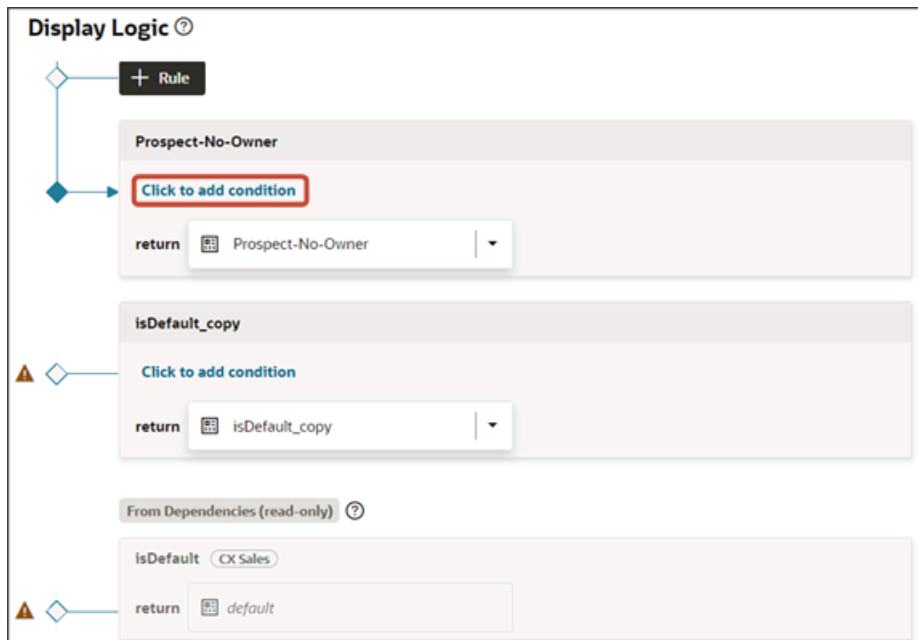 Display Logic ?
+ Rule
Prospect-No-Owner
Click to add condition
return Prospect-No-Owner
isDefault_copy
Click to add condition
return isDefault_copy
From Dependencies (read-only) ?
isDefault CX Sales
return default